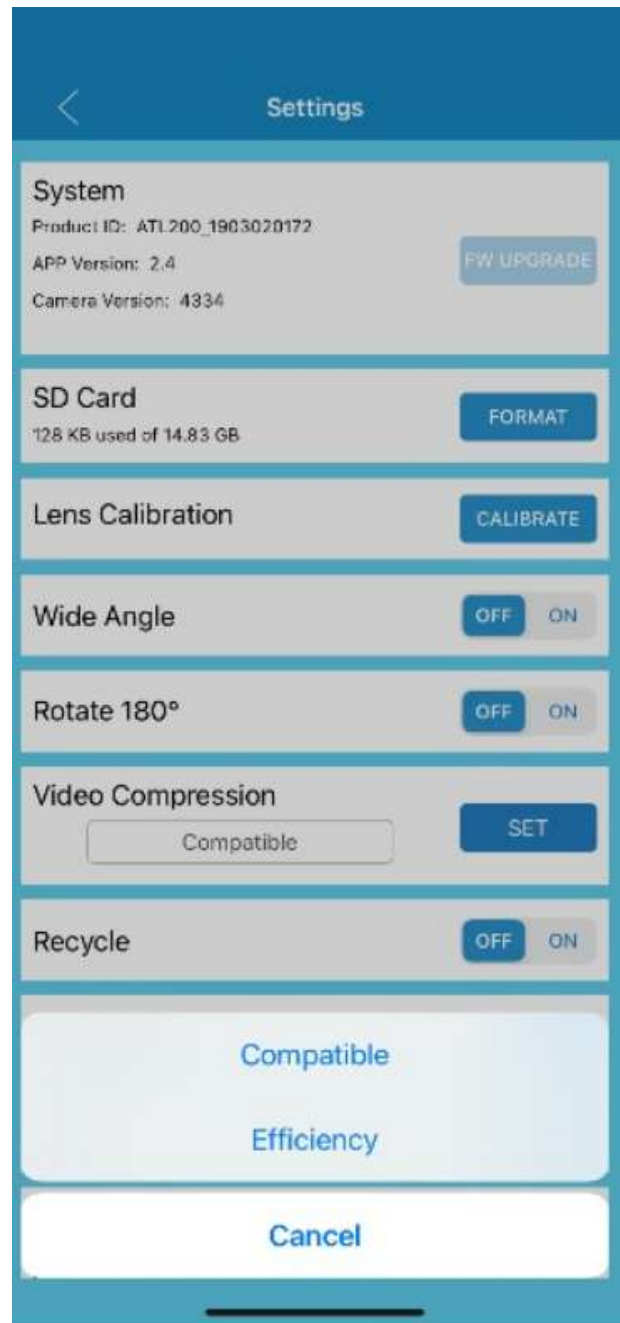 Settings
System
Product ID: ATL200_1903020172
APP Version: 2.4
FW UPGRADE
Camera Version: 4334
SD Card
128 KB used of 14.83 GB
FORMAT
Lens Calibration
CALIBRATE
Wide Angle
OFF ON
Rotate 180°
OFF ON
Video Compression
Compatible
SET
Recycle
OFF ON
Compatible
Efficiency
Cancel